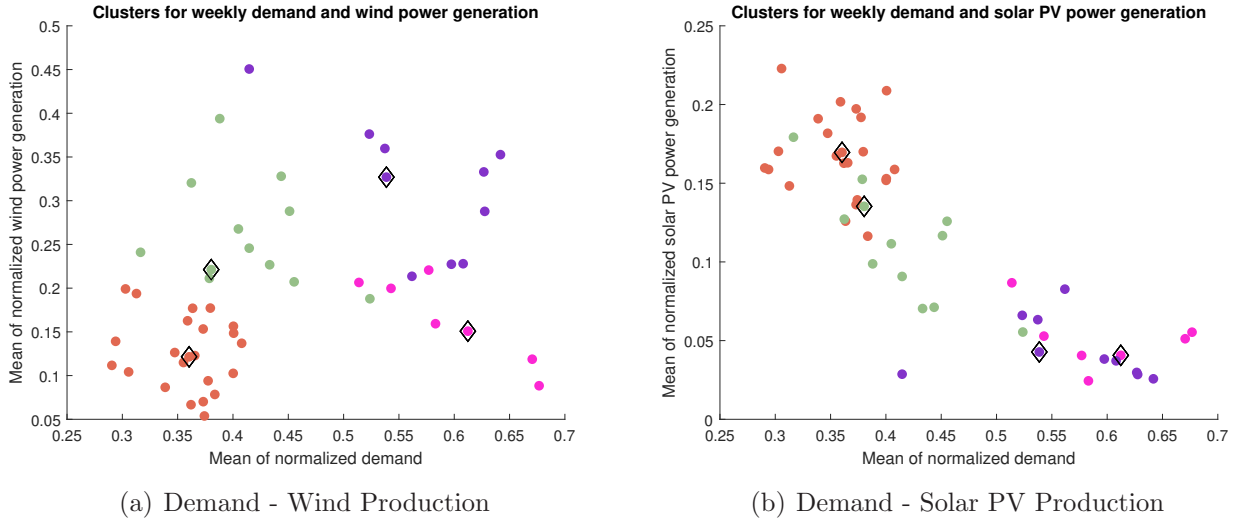 Clusters for weekly demand and wind power generation
0.5
0.45
0.4
0.35
0.3
0.25
0.2
0.15
0.1
0.05
Mean of normalized wind power generation
0.25 0.3 0.35 0.4 0.45 0.5 0.55 0.6 0.65 0.7
Mean of normalized demand
(a) Demand - Wind Production
Clusters for weekly demand and solar PV power generation
0.25
0.2
0.15
0.1
0.05
0
Mean of normalized solar PV power generation
0.25 0.3 0.35 0.4 0.45 0.5 0.55 0.6 0.65 0.7
Mean of normalized demand
(b) Demand - Solar PV Production